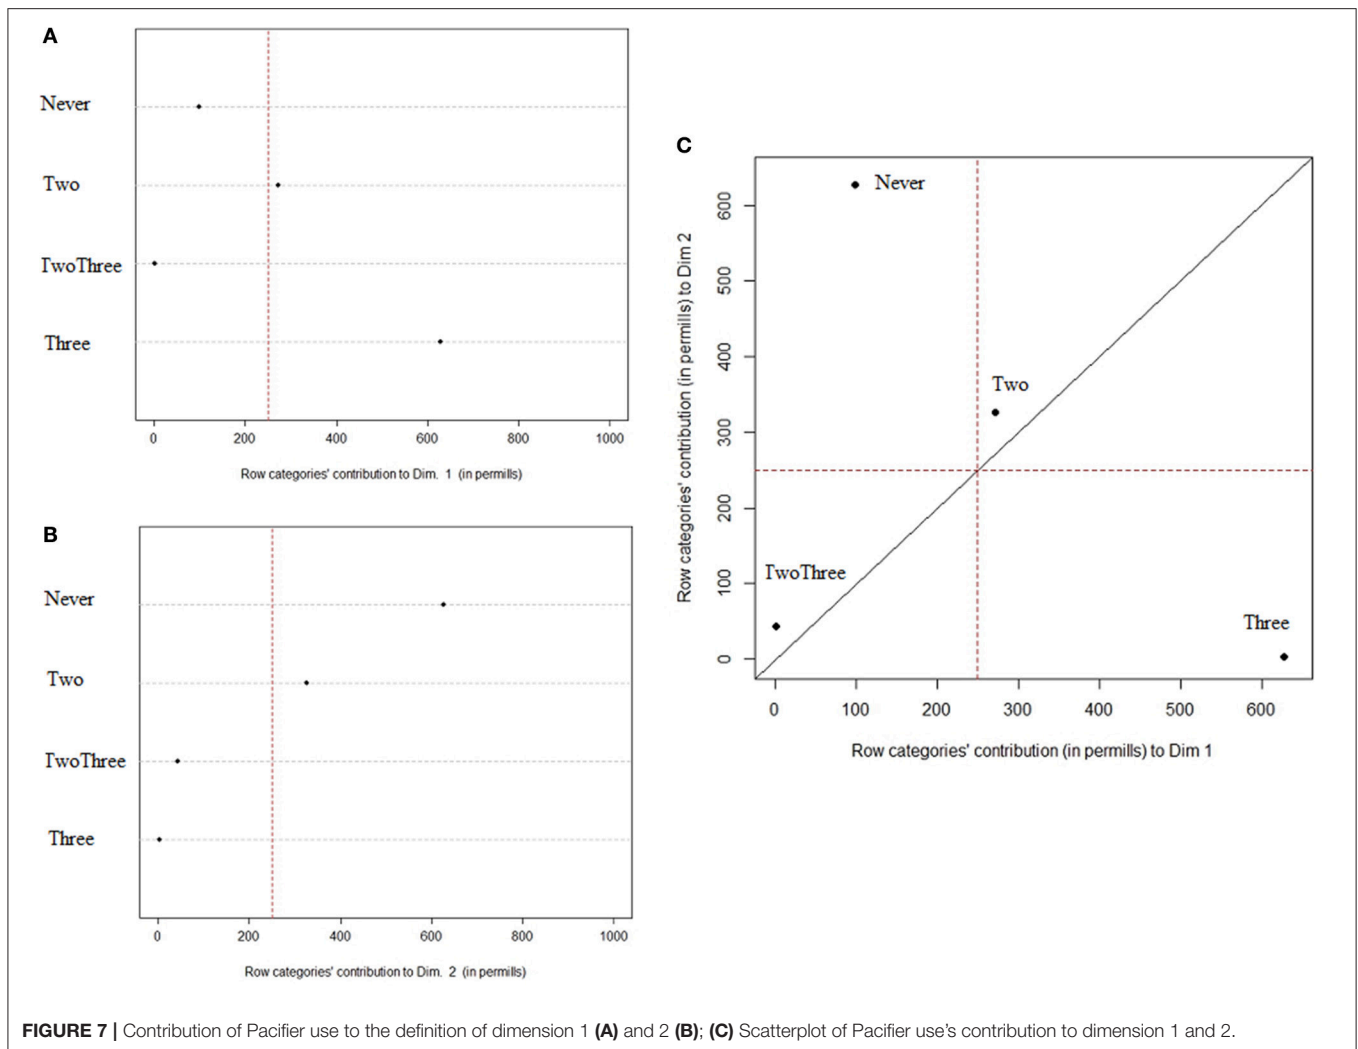 A
Never
Two
TwoThree
Three
0 200 400 600 800 1000
Row categories' contribution to Dim. 1 (in permills)
B
Never
Two
TwoThree
Three
0 200 400 600 800 1000
Row categories' contribution to Dim. 2 (in permills)
C
Row categories' contribution (in permills) to Dim 2
600
500
400
300
200
100
0
Never
Two
TwoThree
Three
0 100 200 300 400 500 600
Row categories' contribution (in permills) to Dim 1
FIGURE 7 | Contribution of Pacifier use to the definition of dimension 1 (A) and 2 (B); (C) Scatterplot of Pacifier use's contribution to dimension 1 and 2.